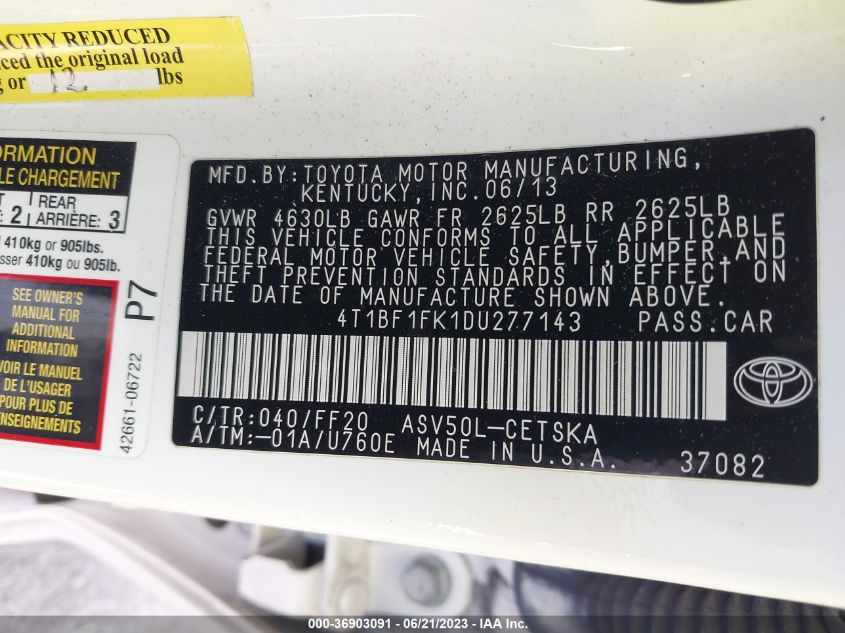 ACITY REDUCED
ced the original load
or 12 lbs
ORMATION
LE CHARGEMENT
2 REAR ARRIÈRE: 3
410kg or 905lbs.
sser 410kg ou 905lb.
SEE OWNER'S
MANUAL FOR
ADDITIONAL
INFORMATION
VOIR LE MANUEL
DE L'USAGER
POUR PLUS DE
ENSEIGNEMENTS
P7
42661-06722
MFD.BY:TOYOTA MOTOR MANUFACTURING,
KENTUCKY,INC.06/13
GVWR 4630LB GAWR FR 2625LB RR 2625LB
THIS VEHICLE CONFORMS TO ALL APPLICABLE
FEDERAL MOTOR VEHICLE SAFETY,BUMPER,AND
THEFT PREVENTION STANDARDS IN EFFECT ON
THE DATE OF MANUFACTURE SHOWN ABOVE.
4T1BF1FK1DU277143 PASS.CAR
C/TR:040/FF20 ASV50L-CETSKA
A/TM:-01A/U760E MADE IN U.S.A. 37082
000-36903091 - 06/21/2023 - IAA Inc.